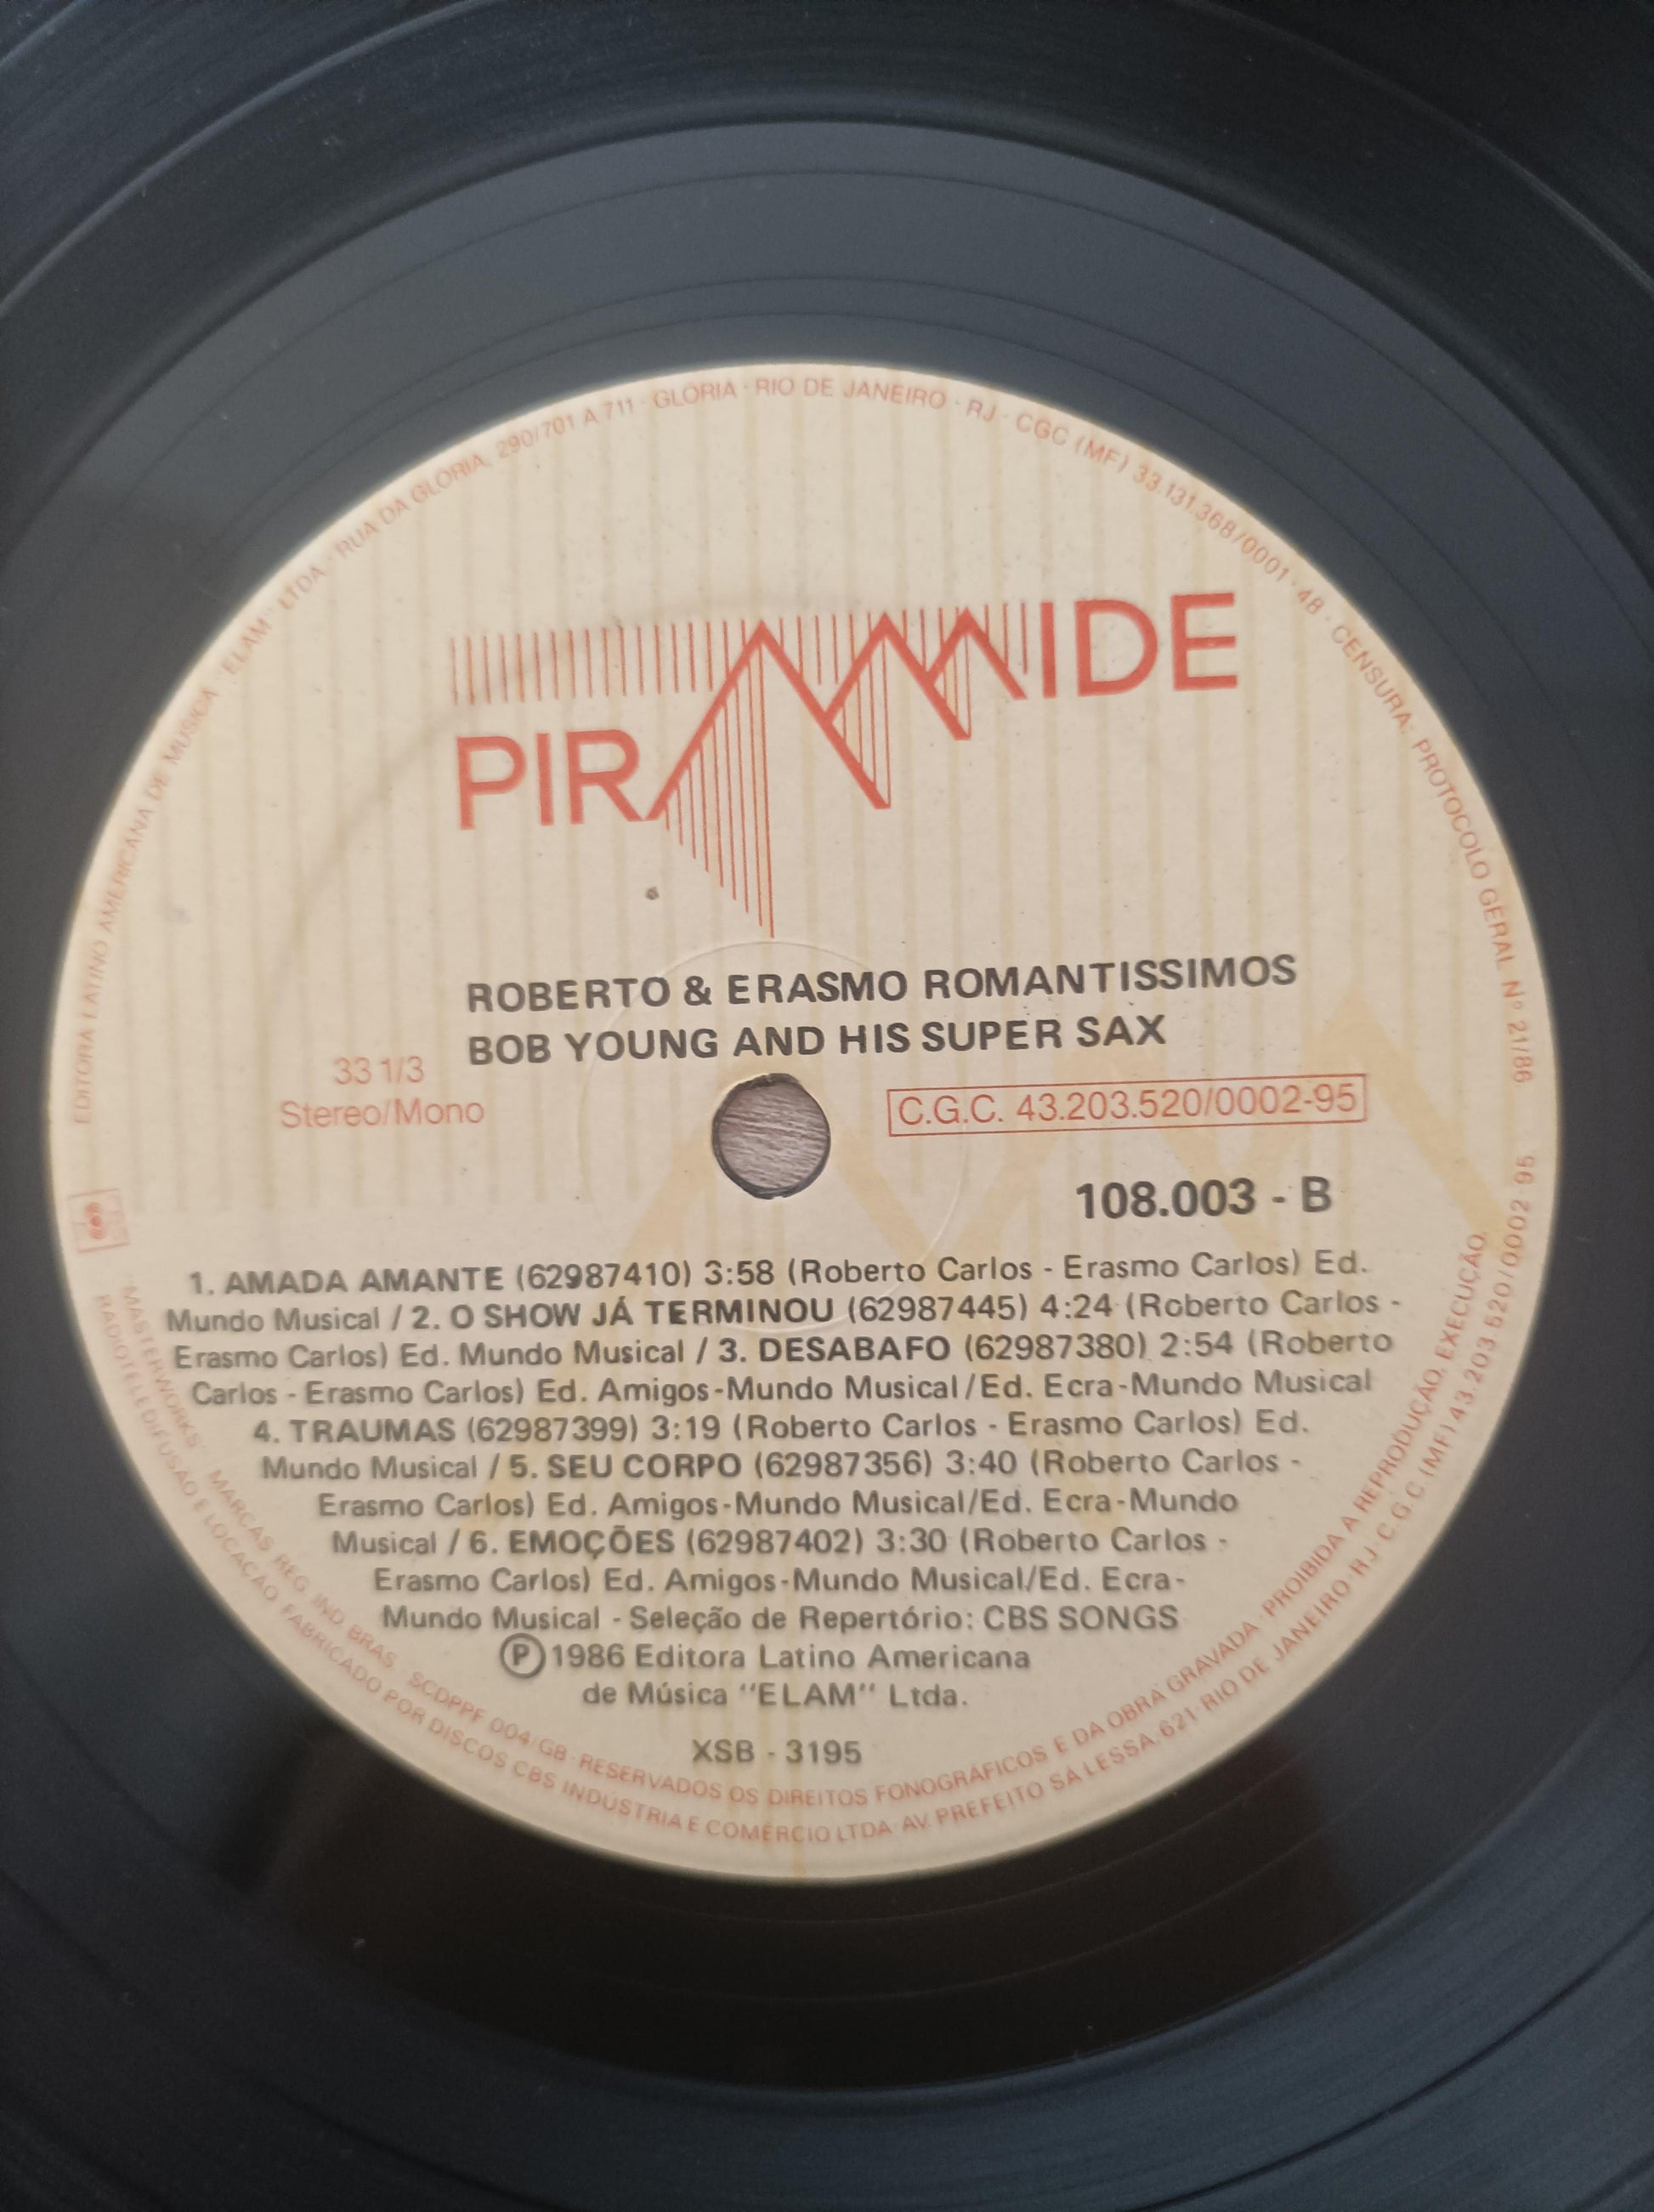 EDITORA LATINO AMERICANA DE MUSICA "ELAM" LTDA · RUA DA GLÓRIA, 290/701 A 711 · GLÓRIA · RIO DE JANEIRO · RJ · CGC (MF) 33.131.368/0001 · 48 · CENSURA: PROTOCOLO GERAL Nº 21/86
PIRAMIDE
ROBERTO & ERASMO ROMANTISSIMOS
BOB YOUNG AND HIS SUPER SAX
33 1/3
Stereo/Mono
C.G.C. 43.203.520/0002-95
108.003 - B
1. AMADA AMANTE (62987410) 3:58 (Roberto Carlos - Erasmo Carlos) Ed.
Mundo Musical / 2. O SHOW JÁ TERMINOU (62987445) 4:24 (Roberto Carlos -
Erasmo Carlos) Ed. Mundo Musical / 3. DESABAFO (62987380) 2:54 (Roberto
Carlos - Erasmo Carlos) Ed. Amigos-Mundo Musical/Ed. Ecra-Mundo Musical
4. TRAUMAS (62987399) 3:19 (Roberto Carlos - Erasmo Carlos) Ed.
Mundo Musical / 5. SEU CORPO (62987356) 3:40 (Roberto Carlos -
Erasmo Carlos) Ed. Amigos-Mundo Musical/Ed. Ecra-Mundo
Musical / 6. EMOÇÕES (62987402) 3:30 (Roberto Carlos -
Erasmo Carlos) Ed. Amigos-Mundo Musical/Ed. Ecra-
Mundo Musical - Seleção de Repertório: CBS SONGS
Ⓟ 1986 Editora Latino Americana
de Música "ELAM" Ltda.
XSB - 3195
"MASTERWORKS" MARCAS REG. IND BRAS. SCDPPF 004/GB · RESERVADOS OS DIREITOS FONOGRÁFICOS E DA OBRA GRAVADA · PROIBIDA A REPRODUÇÃO, EXECUÇÃO,
RADIOTELEDIFUSÃO E LOCAÇÃO FABRICADO POR DISCOS CBS INDÚSTRIA E COMÉRCIO LTDA · AV. PREFEITO SÁ LESSA, 621 · RIO DE JANEIRO · RJ · C.G.C. (MF) 43.203.520/0002 95